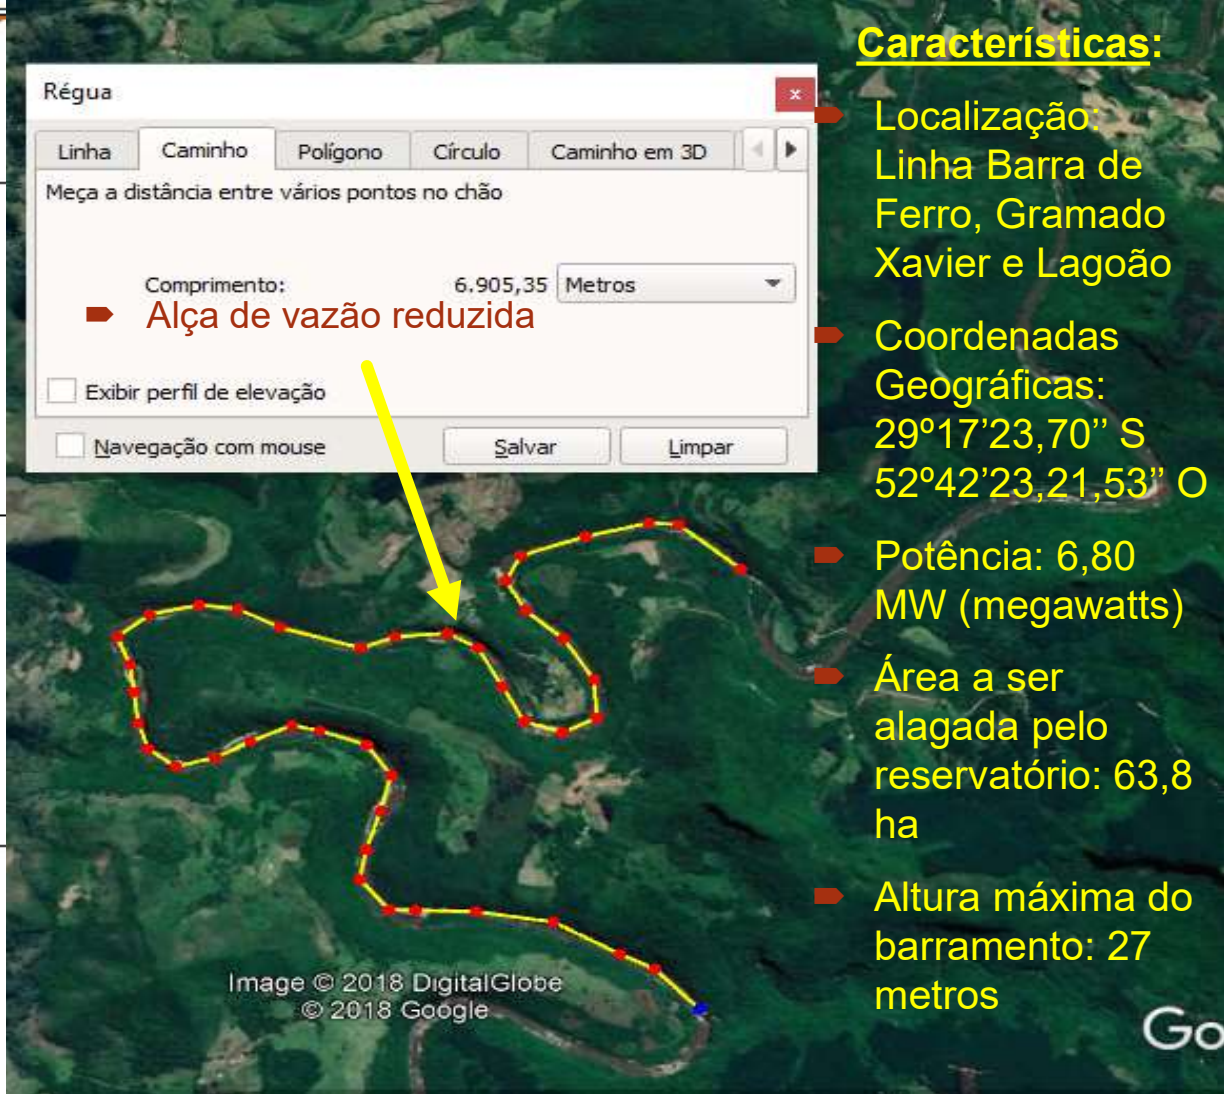 Régua
Linha
Caminho
Polígono
Círculo
Caminho em 3D
Meça a distância entre vários pontos no chão
Comprimento:
6.905,35
Metros
Alça de vazão reduzida
Exibir perfil de elevação
Navegação com mouse
Salvar
Limpar
Características:
Localização:
Linha Barra de
Ferro, Gramado
Xavier e Lagoão
Coordenadas
Geográficas:
29º17’23,70’’ S
52º42’23,21,53’’ O
Potência: 6,80
MW (megawatts)
Área a ser
alagada pelo
reservatório: 63,8
ha
Altura máxima do
barramento: 27
metros
Image © 2018 DigitalGlobe
© 2018 Google
Go